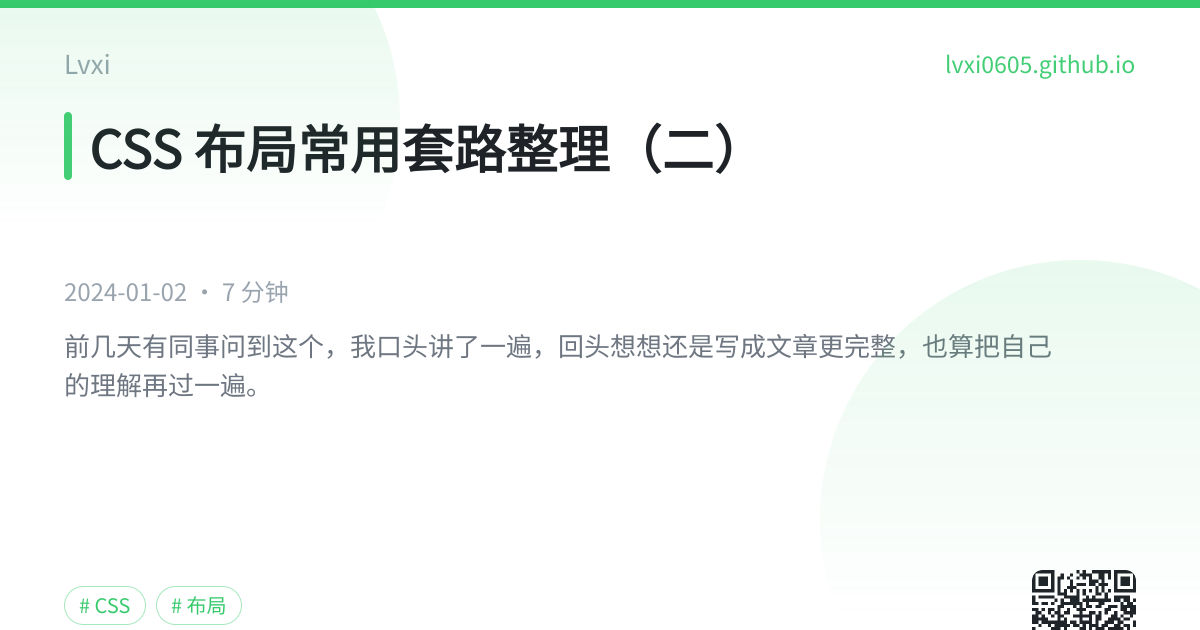 Lvxi
lvxi0605.github.io
CSS 布局常用套路整理（二）
2024-01-02 · 7 分钟
前几天有同事问到这个，我口头讲了一遍，回头想想还是写成文章更完整，也算把自己
的理解再过一遍。
# CSS
# 布局